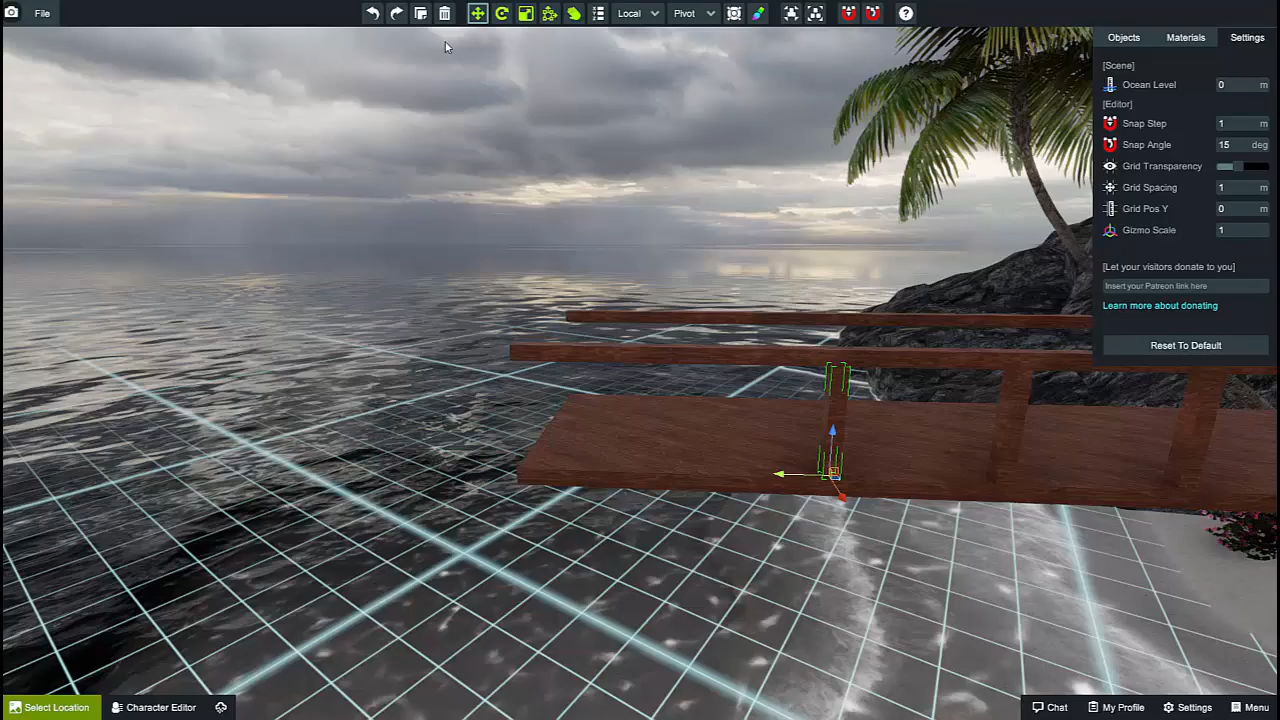 File
Local
Pivot
Objects
Materials
Settings
[Scene]
Ocean Level
0 m
[Editor]
Snap Step
1 m
Snap Angle
15 deg
Grid Transparency
Grid Spacing
1 m
Grid Pos Y
0 m
Gizmo Scale
1
[Let your visitors donate to you]
Insert your Patreon link here
Learn more about donating
Reset To Default
Select Location
Character Editor
Chat
My Profile
Settings
Menu